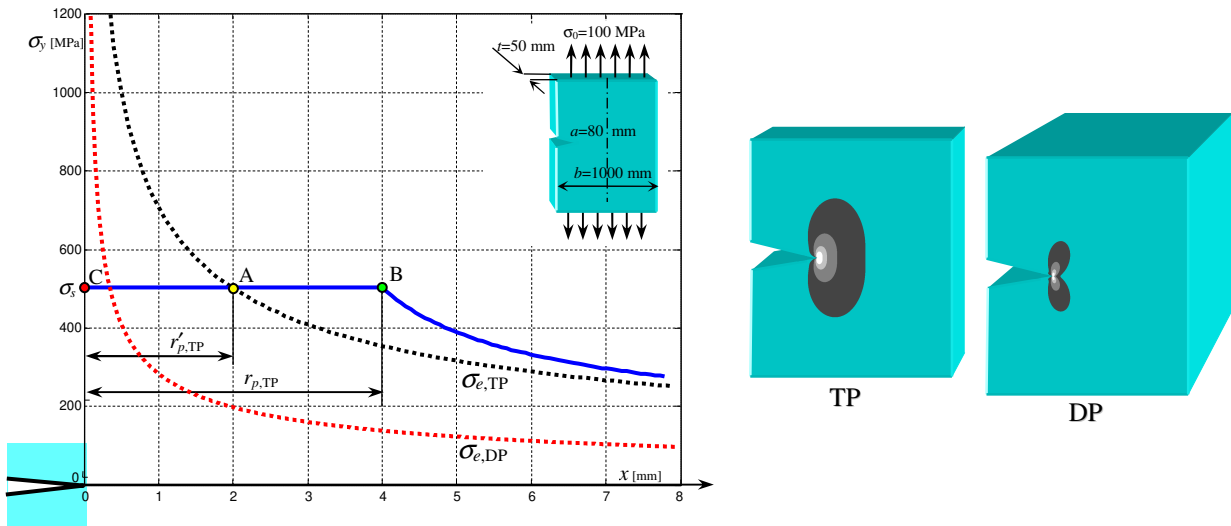 1200
σy [MPa]
1000
800
600
σs
400
200
0
0 1 2 3 4 5 6 7 8
x [mm]
C
A
B
r′p,TP
rp,TP
σe,TP
σe,DP
σ0=100 MPa
t=50 mm
a=80 mm
b=1000 mm
TP
DP